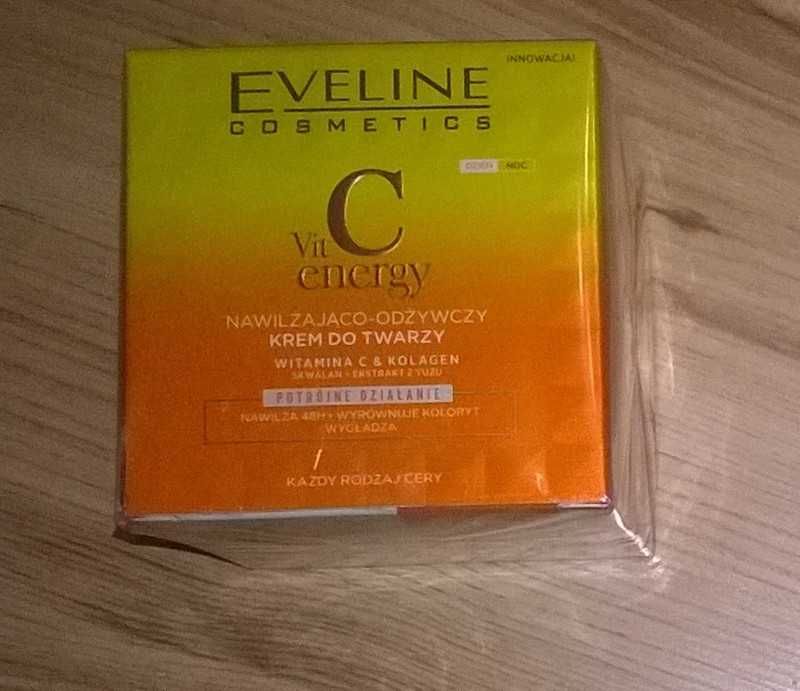 INNOWACJA!
EVELINE
COSMETICS
DZIEŃ NOC
Vit C
energy
NAWILŻAJĄCO-ODŻYWCZY
KREM DO TWARZY
WITAMINA C & KOLAGEN
SKWALAN • EKSTRAKT Z YUZU
POTRÓJNE DZIAŁANIE
NAWILŻA 48H • WYRÓWNUJE KOLORYT
WYGŁADZA
KAŻDY RODZAJ CERY